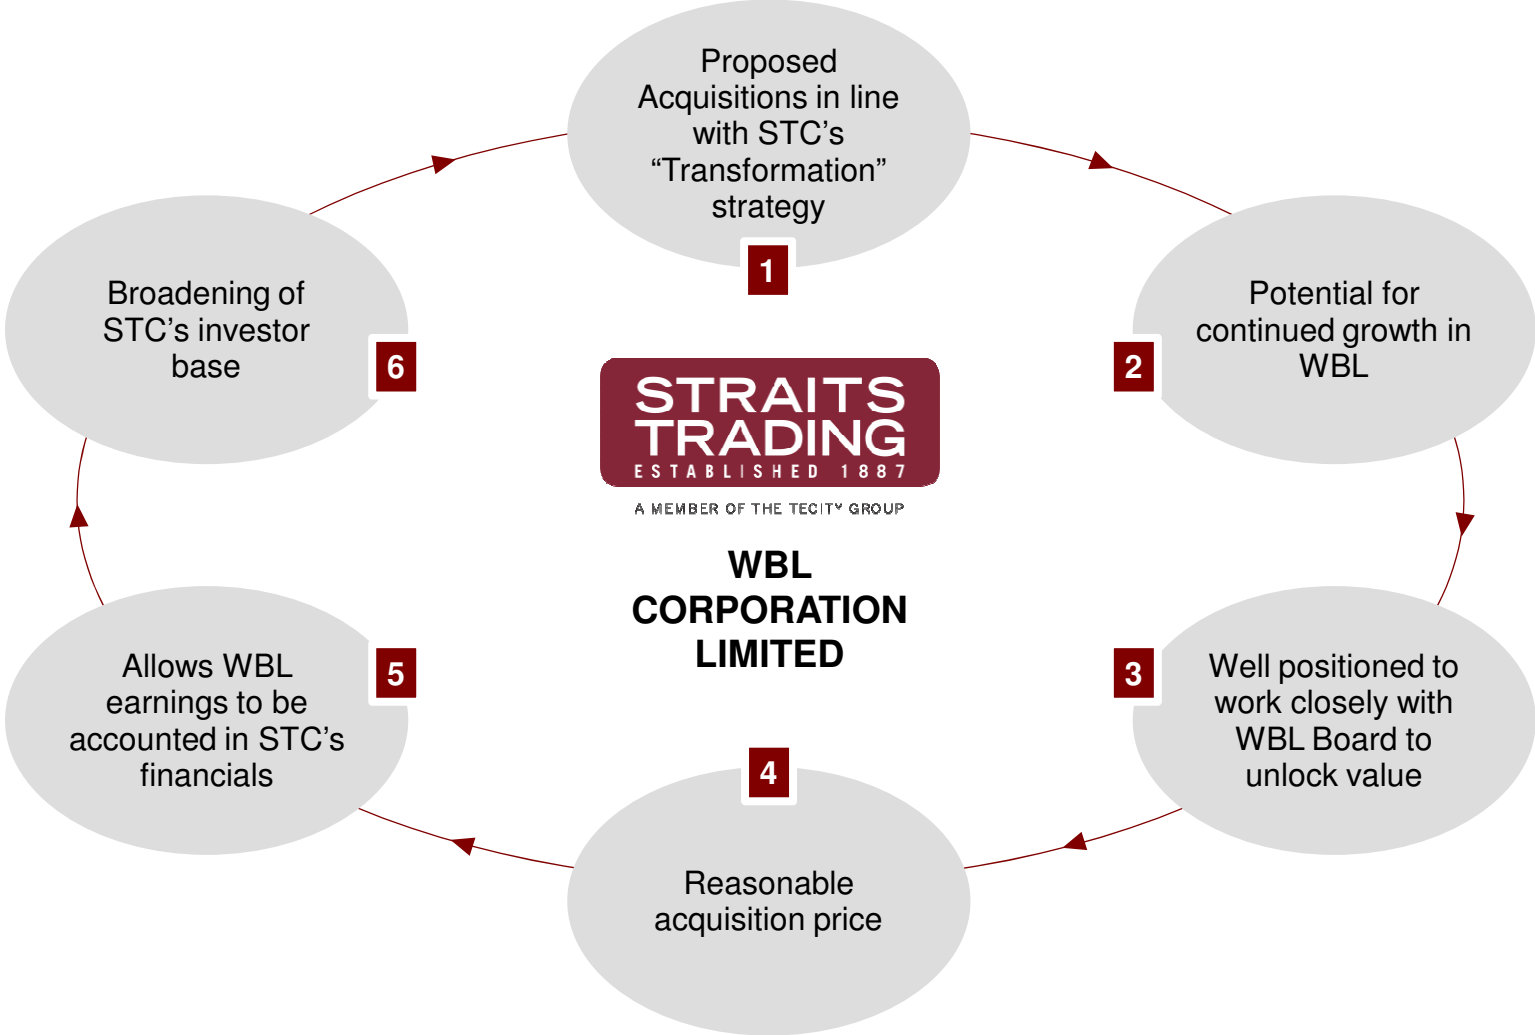 Proposed
Acquisitions in line
with STC’s
“Transformation”
strategy
1
Potential for
continued growth in
WBL
2
Well positioned to
work closely with
WBL Board to
unlock value
3
Reasonable
acquisition price
4
Allows WBL
earnings to be
accounted in STC’s
financials
5
Broadening of
STC’s investor
base
6
STRAITS
TRADING
ESTABLISHED 1887
A MEMBER OF THE TECITY GROUP
WBL
CORPORATION
LIMITED